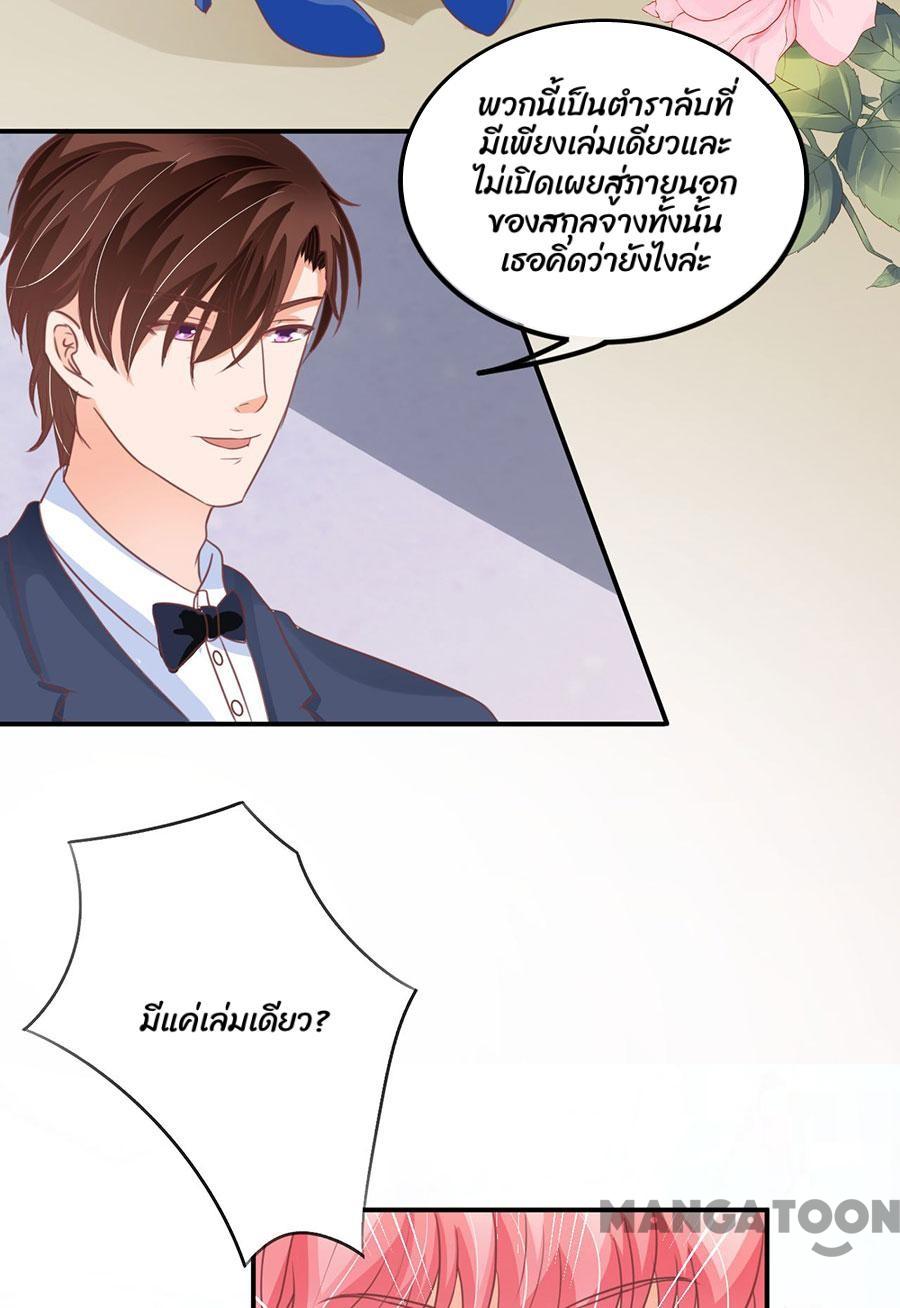 พวกนี้เป็นตำราลับที่
มีเพียงเล่มเดียวและ
ไม่เปิดเผยสู่ภายนอก
ของสกุลจางทั้งนั้น
เธอคิดว่ายังไงล่ะ
มีแค่เล่มเดียว?
MANGATOON